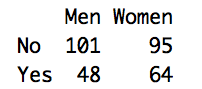 Men Women
No 101 95
Yes 48 64